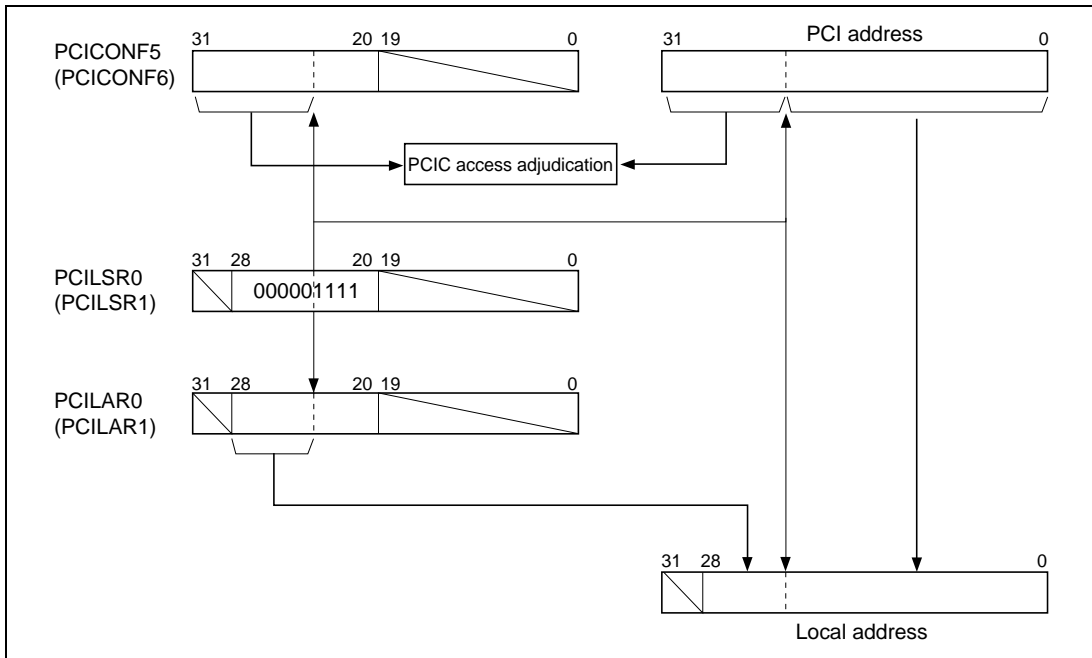 PCICONF5
(PCICONF6)
31 20 19 0
PCI address
31 0
PCIC access adjudication
PCILSR0
(PCILSR1)
31 28 20 19 0
000001111
PCILAR0
(PCILAR1)
31 28 20 19 0
31 28 0
Local address